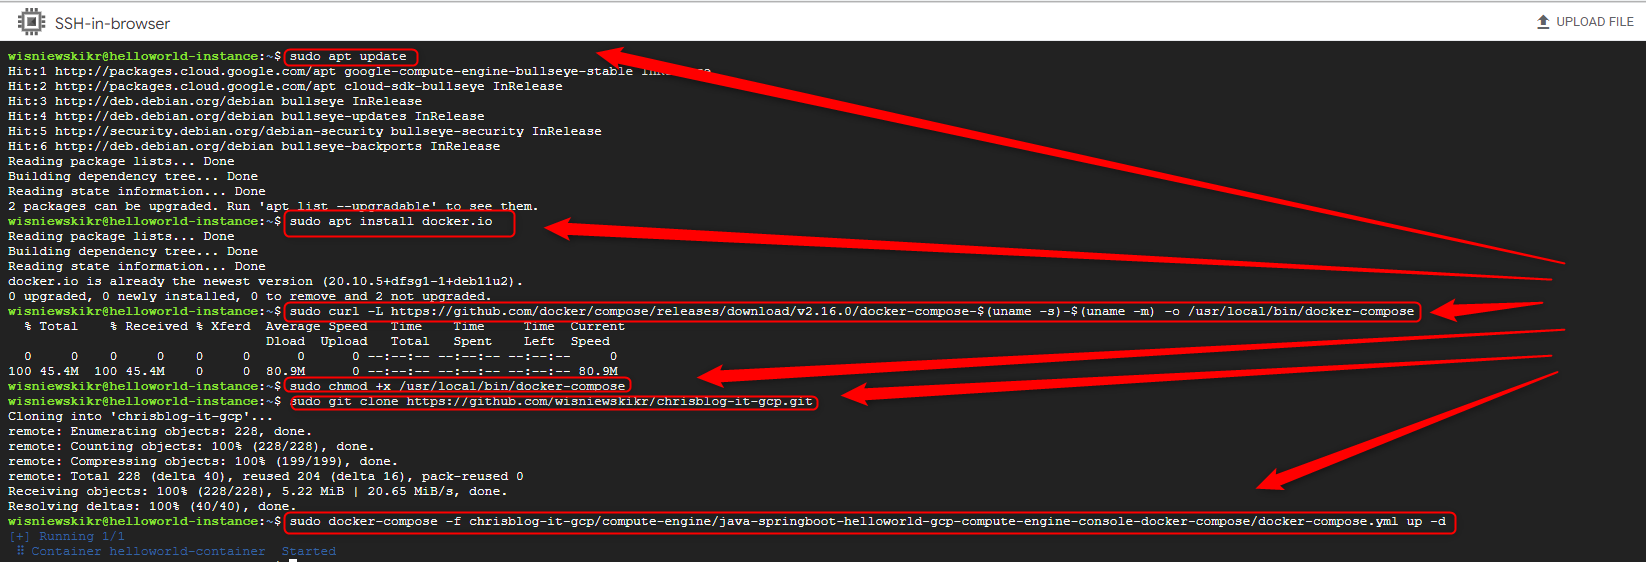 SSH-in-browser
UPLOAD FILE
wisniewskikr@helloworld-instance:~$ sudo apt update
Hit:1 http://packages.cloud.google.com/apt google-compute-engine-bullseye-stable InRelease
Hit:2 http://packages.cloud.google.com/apt cloud-sdk-bullseye InRelease
Hit:3 http://deb.debian.org/debian bullseye InRelease
Hit:4 http://deb.debian.org/debian bullseye-updates InRelease
Hit:5 http://security.debian.org/debian-security bullseye-security InRelease
Hit:6 http://deb.debian.org/debian bullseye-backports InRelease
Reading package lists... Done
Building dependency tree... Done
Reading state information... Done
2 packages can be upgraded. Run 'apt list --upgradable' to see them.
wisniewskikr@helloworld-instance:~$ sudo apt install docker.io
Reading package lists... Done
Building dependency tree... Done
Reading state information... Done
docker.io is already the newest version (20.10.5+dfsg1-1+deb11u2).
0 upgraded, 0 newly installed, 0 to remove and 2 not upgraded.
wisniewskikr@helloworld-instance:~$ sudo curl -L https://github.com/docker/compose/releases/download/v2.16.0/docker-compose-$(uname -s)-$(uname -m) -o /usr/local/bin/docker-compose
% Total % Received % Xferd Average Speed Time Time Time Current
Dload Upload Total Spent Left Speed
0 0 0 0 0 0 0 0 --:--:-- --:--:-- --:--:-- 0
100 45.4M 100 45.4M 0 0 80.9M 0 --:--:-- --:--:-- --:--:-- 80.9M
wisniewskikr@helloworld-instance:~$ sudo chmod +x /usr/local/bin/docker-compose
wisniewskikr@helloworld-instance:~$ sudo git clone https://github.com/wisniewskikr/chrisblog-it-gcp.git
Cloning into 'chrisblog-it-gcp'...
remote: Enumerating objects: 228, done.
remote: Counting objects: 100% (228/228), done.
remote: Compressing objects: 100% (199/199), done.
remote: Total 228 (delta 40), reused 204 (delta 16), pack-reused 0
Receiving objects: 100% (228/228), 5.22 MiB | 20.65 MiB/s, done.
Resolving deltas: 100% (40/40), done.
wisniewskikr@helloworld-instance:~$ sudo docker-compose -f chrisblog-it-gcp/compute-engine/java-springboot-helloworld-gcp-compute-engine-console-docker-compose/docker-compose.yml up -d
[+] Running 1/1
⠿ Container helloworld-container Started